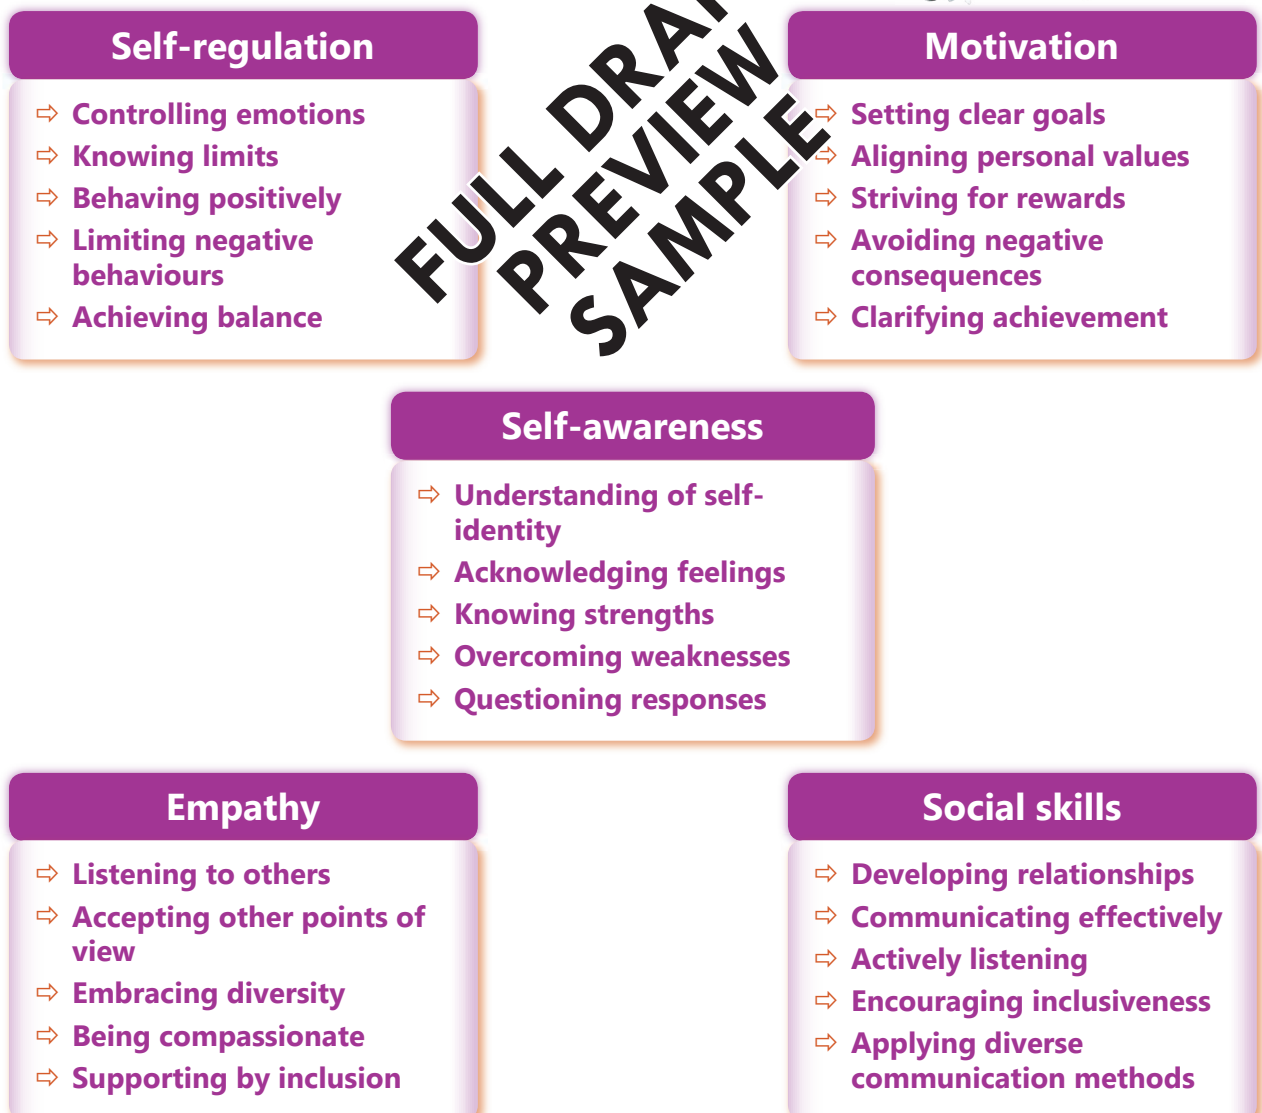 Self-regulation
⇨ Controlling emotions
⇨ Knowing limits
⇨ Behaving positively
⇨ Limiting negative
behaviours
⇨ Achieving balance
FULL DRAF
PREVIEW
SAMPLE
Motivation
⇨ Setting clear goals
⇨ Aligning personal values
⇨ Striving for rewards
⇨ Avoiding negative
consequences
⇨ Clarifying achievement
Self-awareness
⇨ Understanding of self-
identity
⇨ Acknowledging feelings
⇨ Knowing strengths
⇨ Overcoming weaknesses
⇨ Questioning responses
Empathy
⇨ Listening to others
⇨ Accepting other points of
view
⇨ Embracing diversity
⇨ Being compassionate
⇨ Supporting by inclusion
Social skills
⇨ Developing relationships
⇨ Communicating effectively
⇨ Actively listening
⇨ Encouraging inclusiveness
⇨ Applying diverse
communication methods